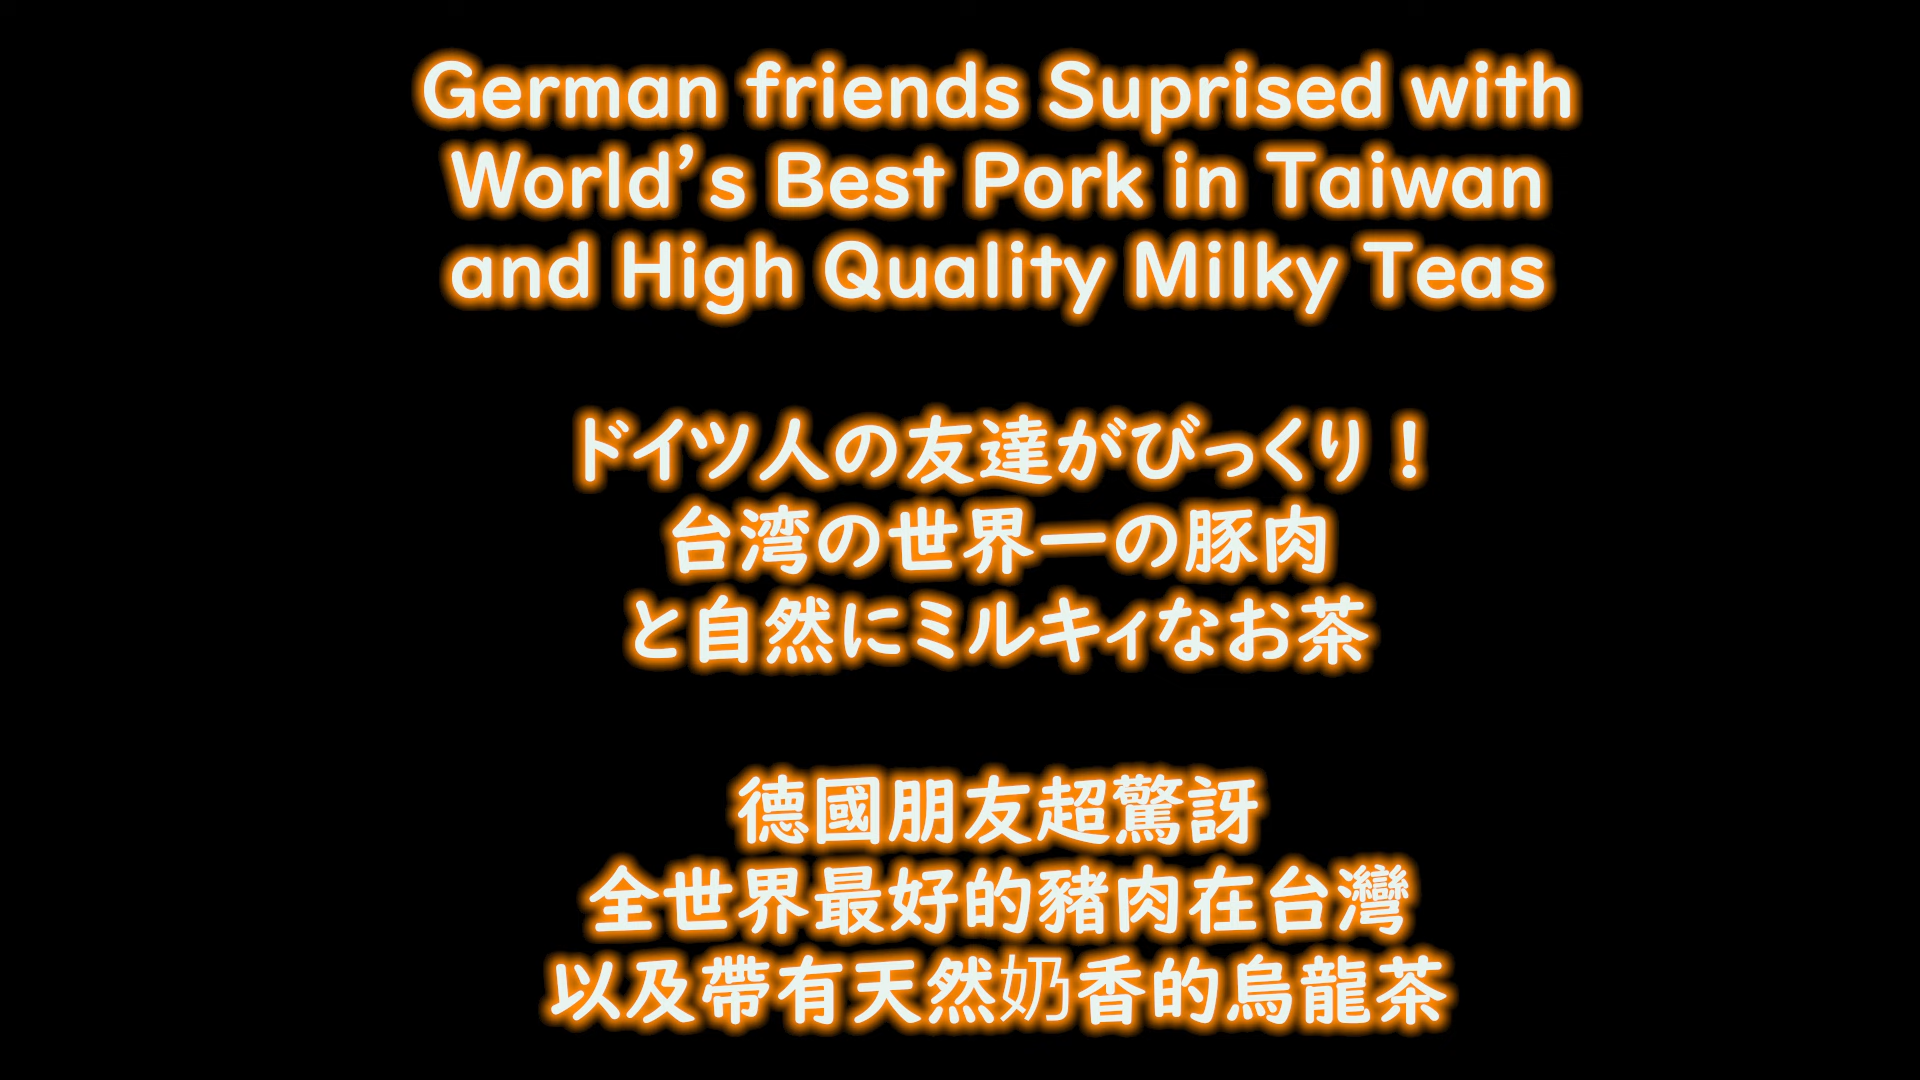 German friends Suprised with
World’s Best Pork in Taiwan
and High Quality Milky Teas
ドイツ人の友達がびっくり！
台湾の世界一の豚肉
と自然にミルキィなお茶
德國朋友超驚訝
全世界最好的豬肉在台灣
以及帶有天然奶香的烏龍茶